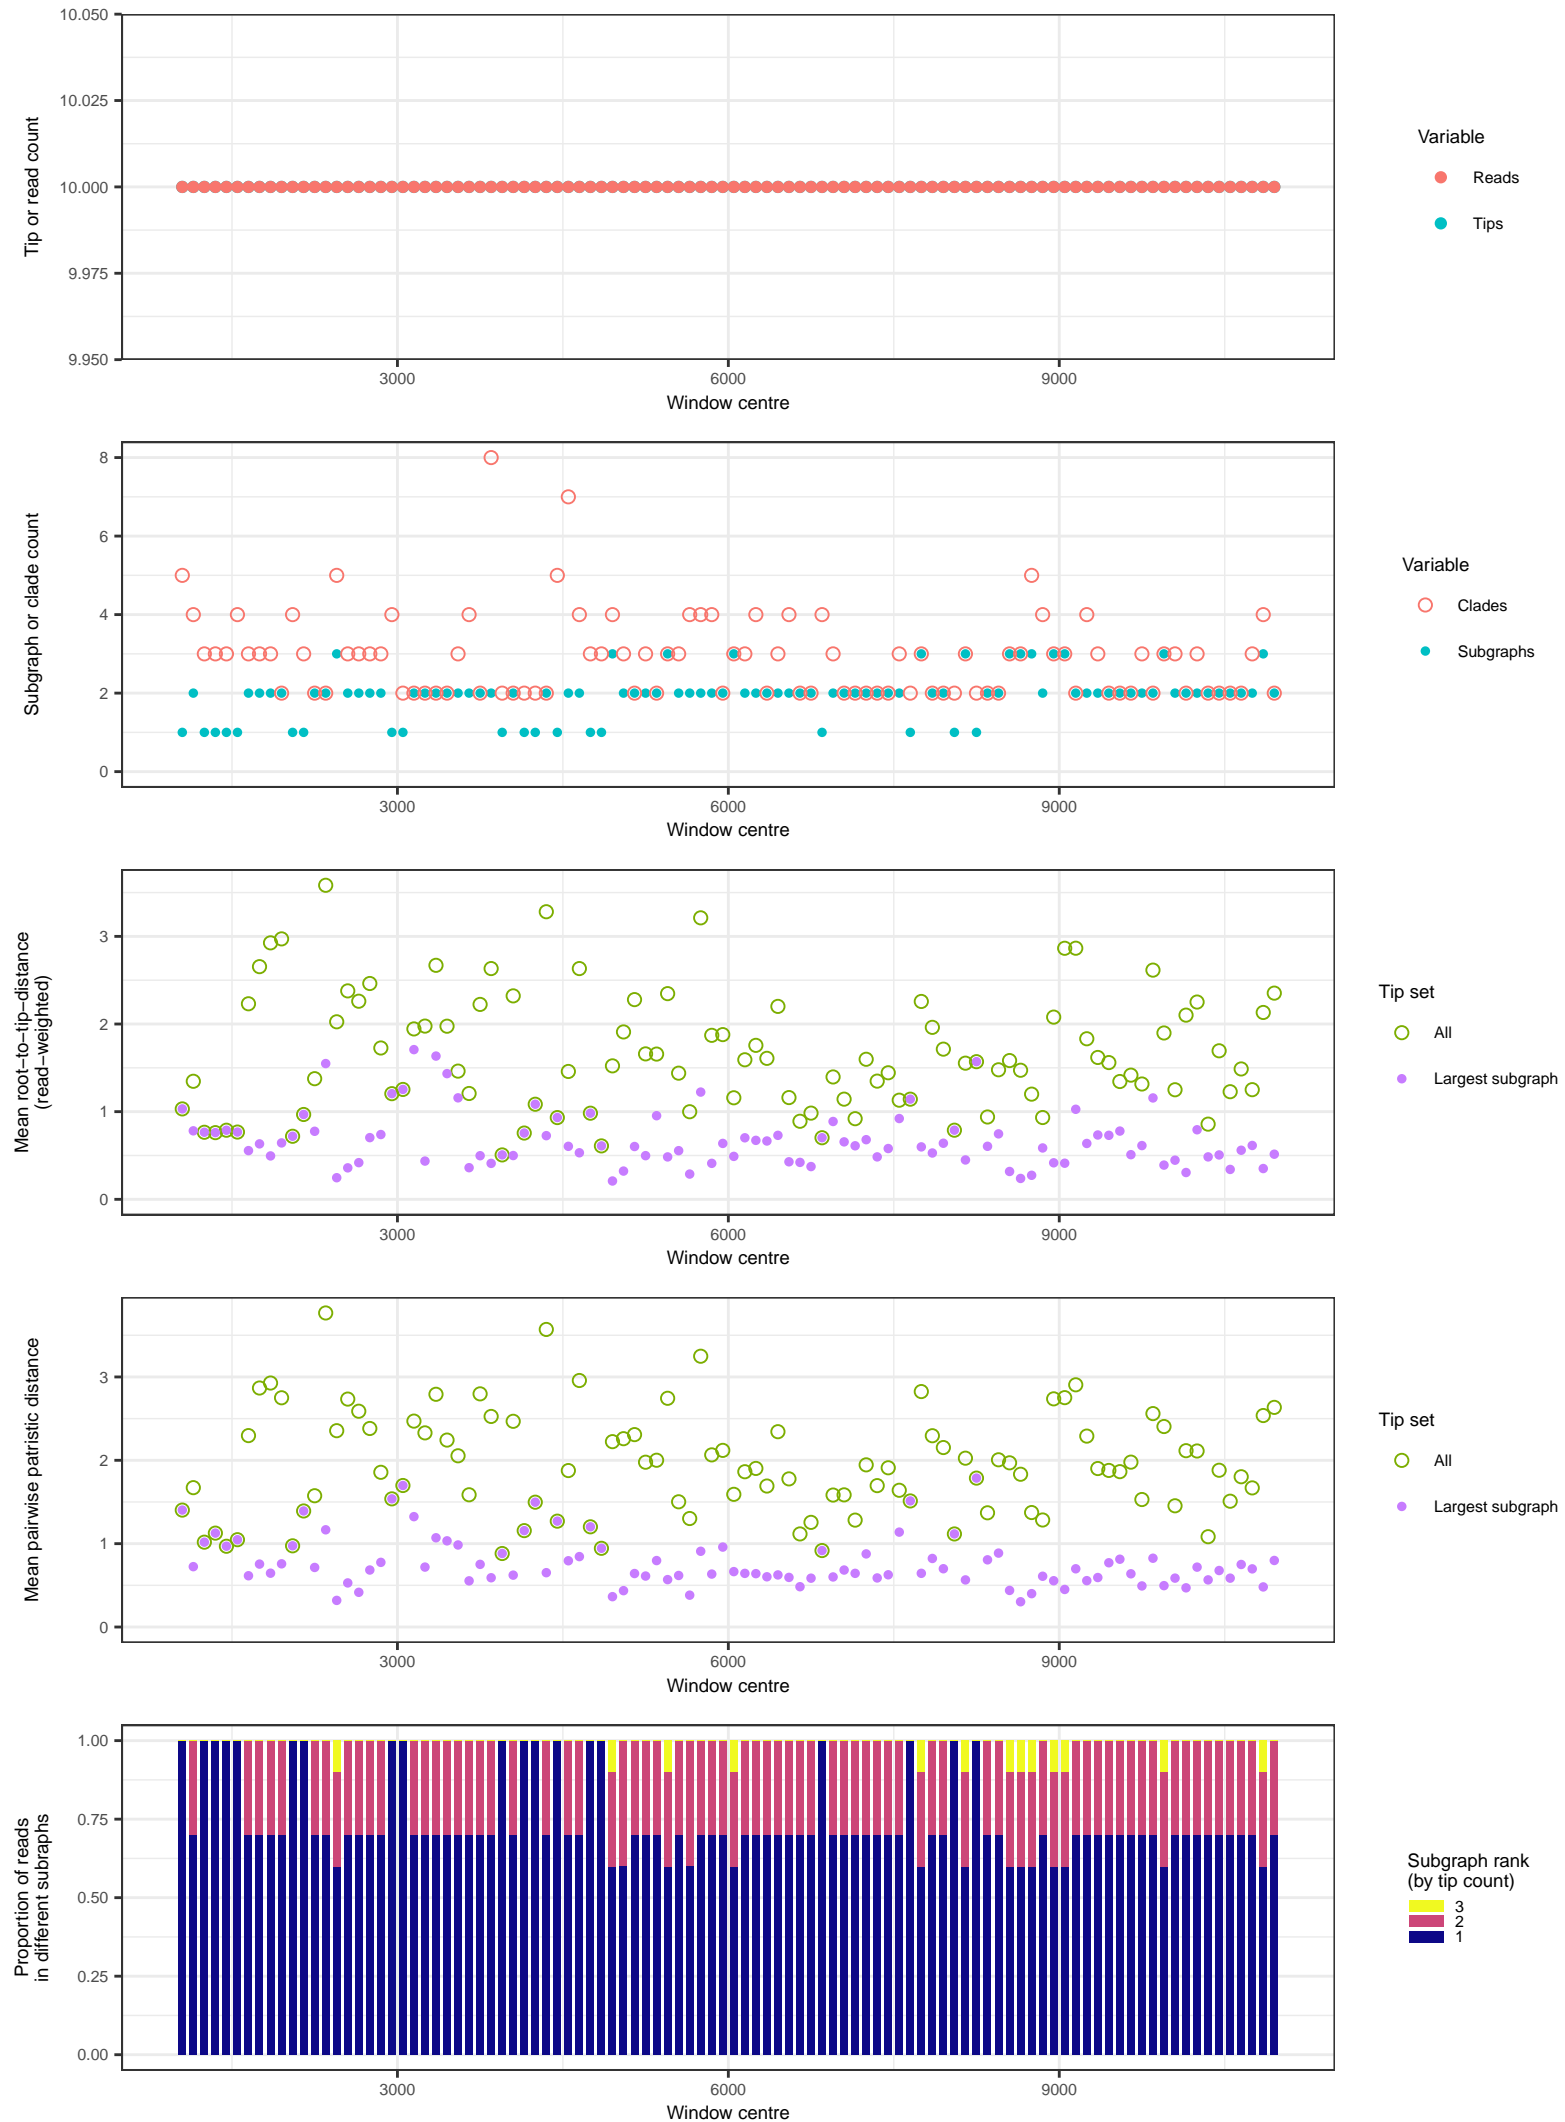 10.050
10.025
10.000
9.975
9.950
Tip or read count
3000 6000 9000
Window centre
Variable
Reads
Tips
8
6
4
2
0
Subgraph or clade count
3000 6000 9000
Window centre
Variable
Clades
Subgraphs
3
2
1
0
Mean root−to−tip−distance
(read−weighted)
3000 6000 9000
Window centre
Tip set
All
Largest subgraph
3
2
1
0
Mean pairwise patristic distance
3000 6000 9000
Window centre
Tip set
All
Largest subgraph
1.00
0.75
0.50
0.25
0.00
Proportion of reads
in different subraphs
3000 6000 9000
Window centre
Subgraph rank
(by tip count)
3
2
1